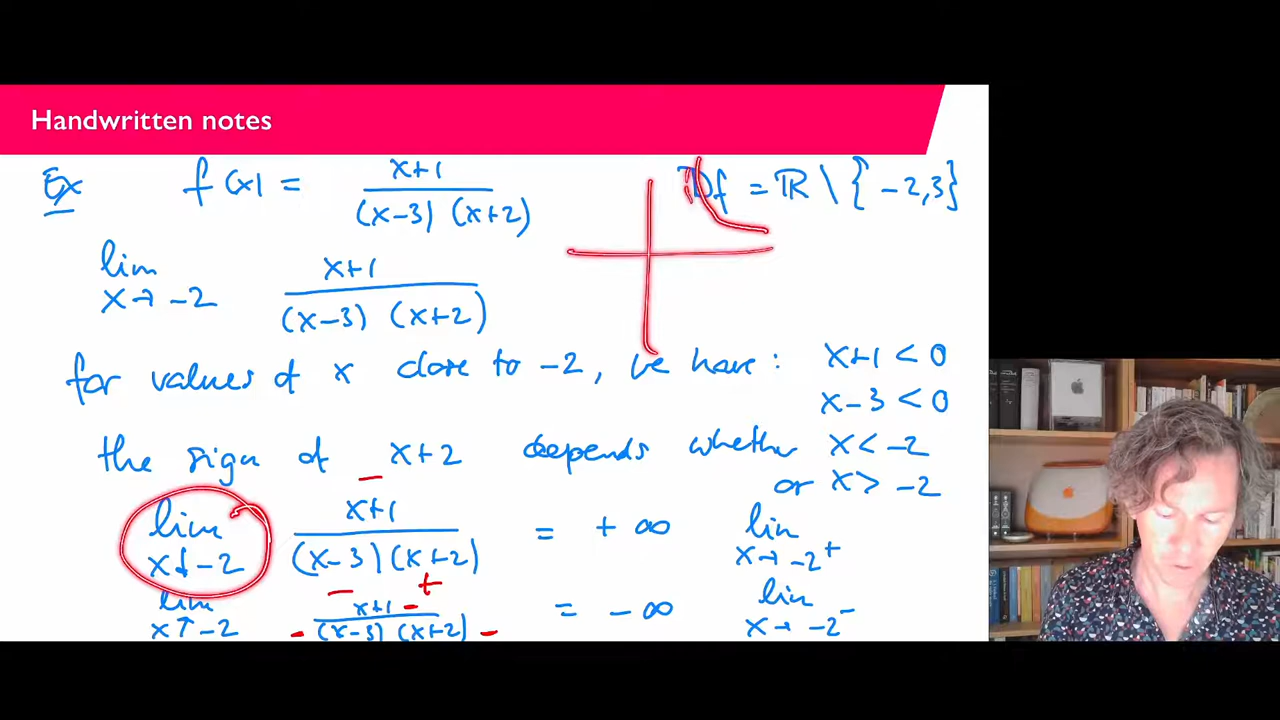 Handwritten notes
Ex f(x) = x+1 / (x-3) (x+2) Df = ℝ \ { -2,3}
lim x→ -2 x+1 / (x-3) (x+2)
for values of x close to -2, we have : x+1 < 0
x-3 < 0
the sign of x+2 depends whether x < -2
or x > -2
lim x↓-2 x+1 / (x-3)(x+2) = + ∞ lim x→ -2⁺
lim x↑-2 x+1 / (x-3) (x+2) = - ∞ lim x→ -2⁻